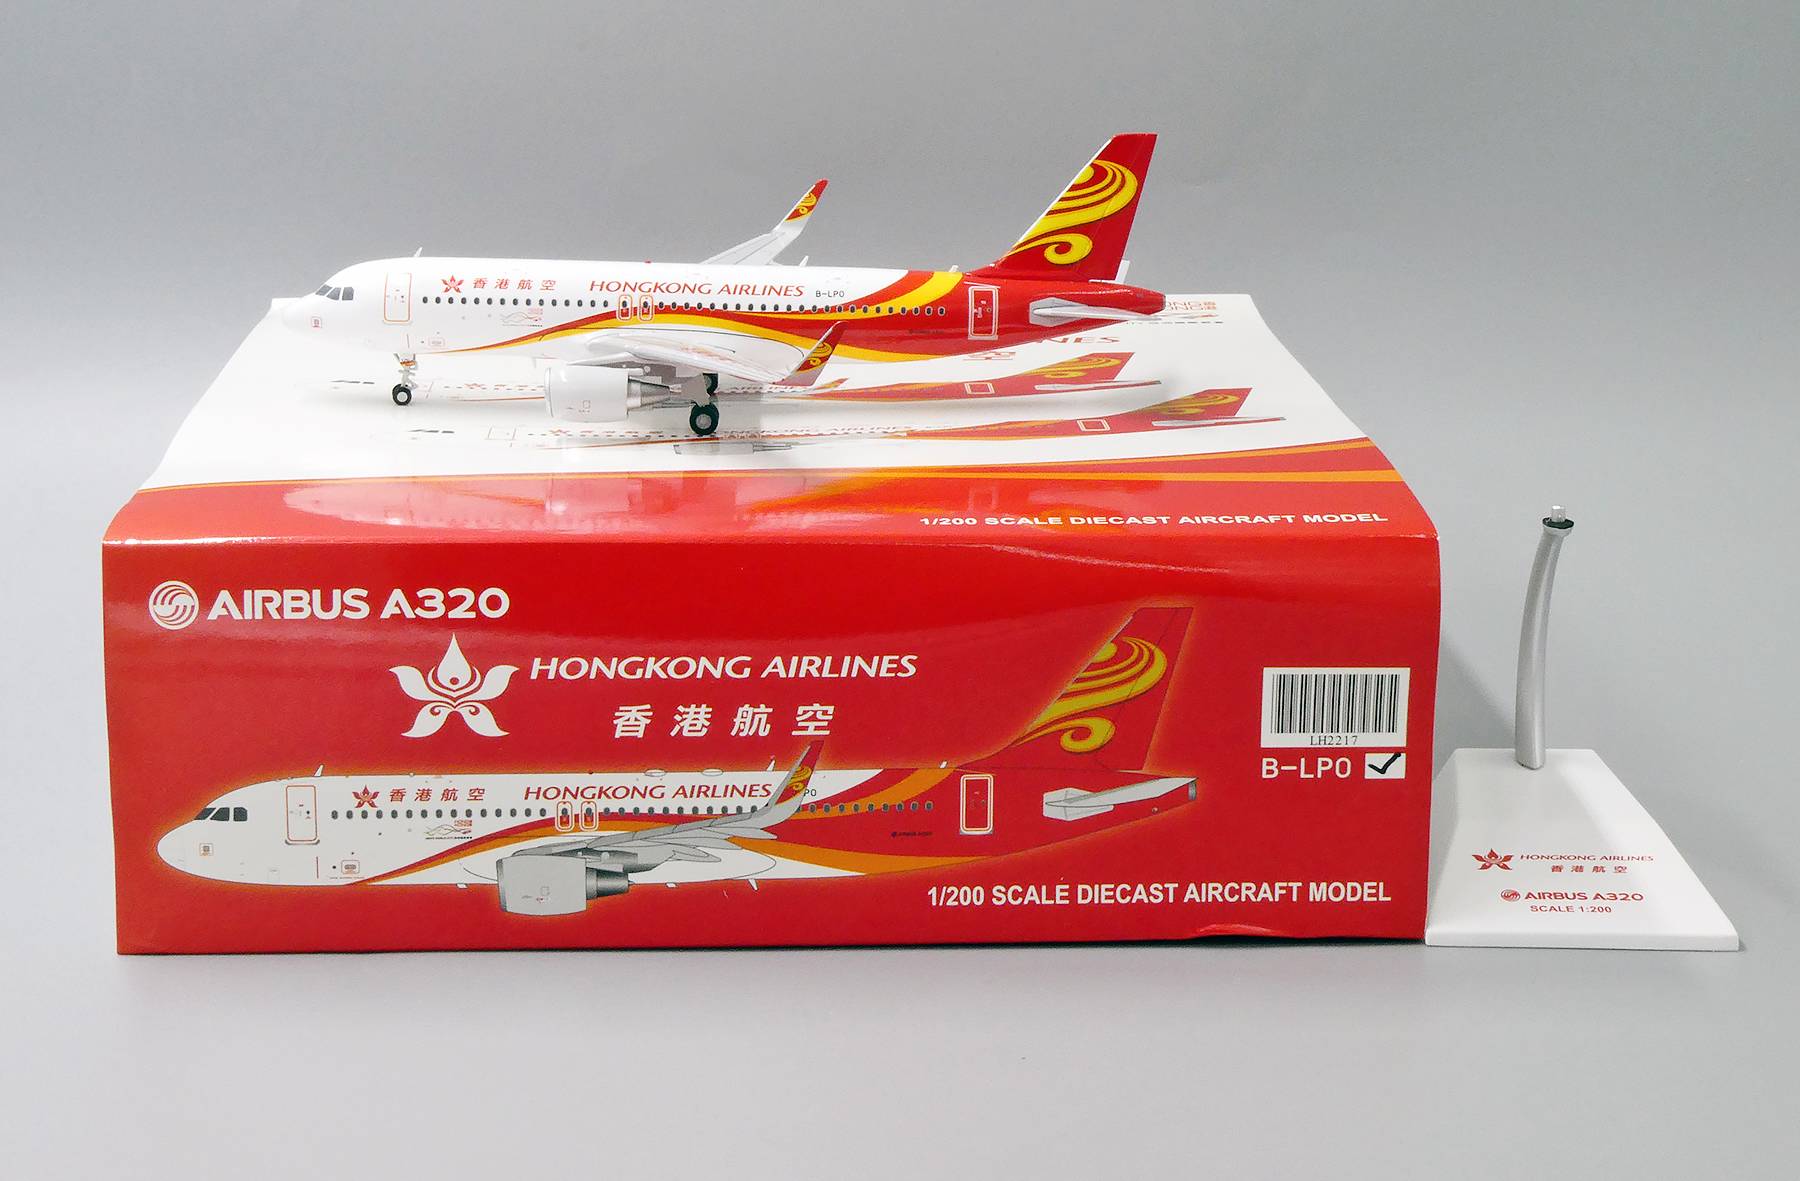 香港航空 HONGKONG AIRLINES B-LPO
1/200 SCALE DIECAST AIRCRAFT MODEL
AIRBUS A320
HONGKONG AIRLINES
香港航空
LH2217
B-LPO
香港航空 HONGKONG AIRLINES
AIRBUS A320
1/200 SCALE DIECAST AIRCRAFT MODEL
HONGKONG AIRLINES
香港航空
AIRBUS A320
SCALE 1:200